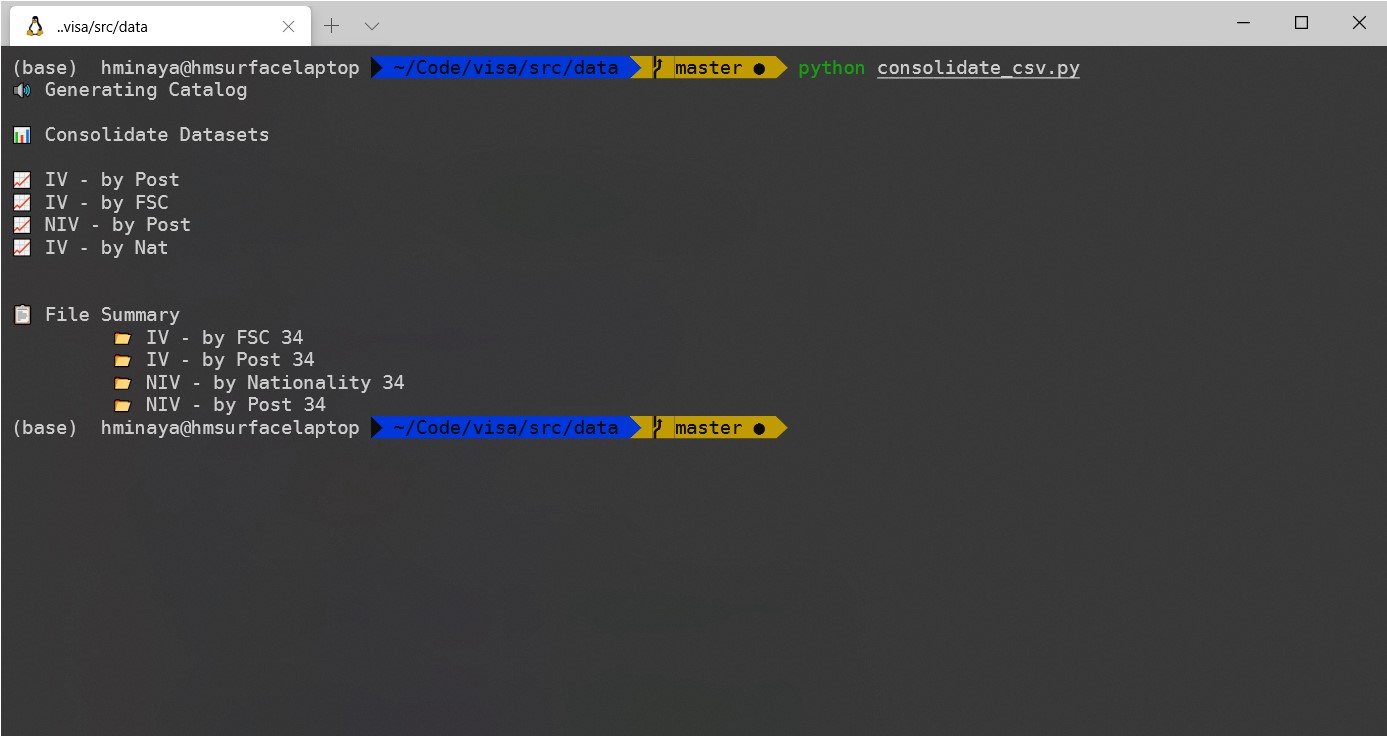 ..visa/src/data
(base) hminaya@hmsurfacelaptop ~/Code/visa/src/data master ● python consolidate_csv.py
🔊 Generating Catalog
📊 Consolidate Datasets
📈 IV - by Post
📈 IV - by FSC
📈 NIV - by Post
📈 IV - by Nat
📋 File Summary
📂 IV - by FSC 34
📂 IV - by Post 34
📂 NIV - by Nationality 34
📂 NIV - by Post 34
(base) hminaya@hmsurfacelaptop ~/Code/visa/src/data master ●